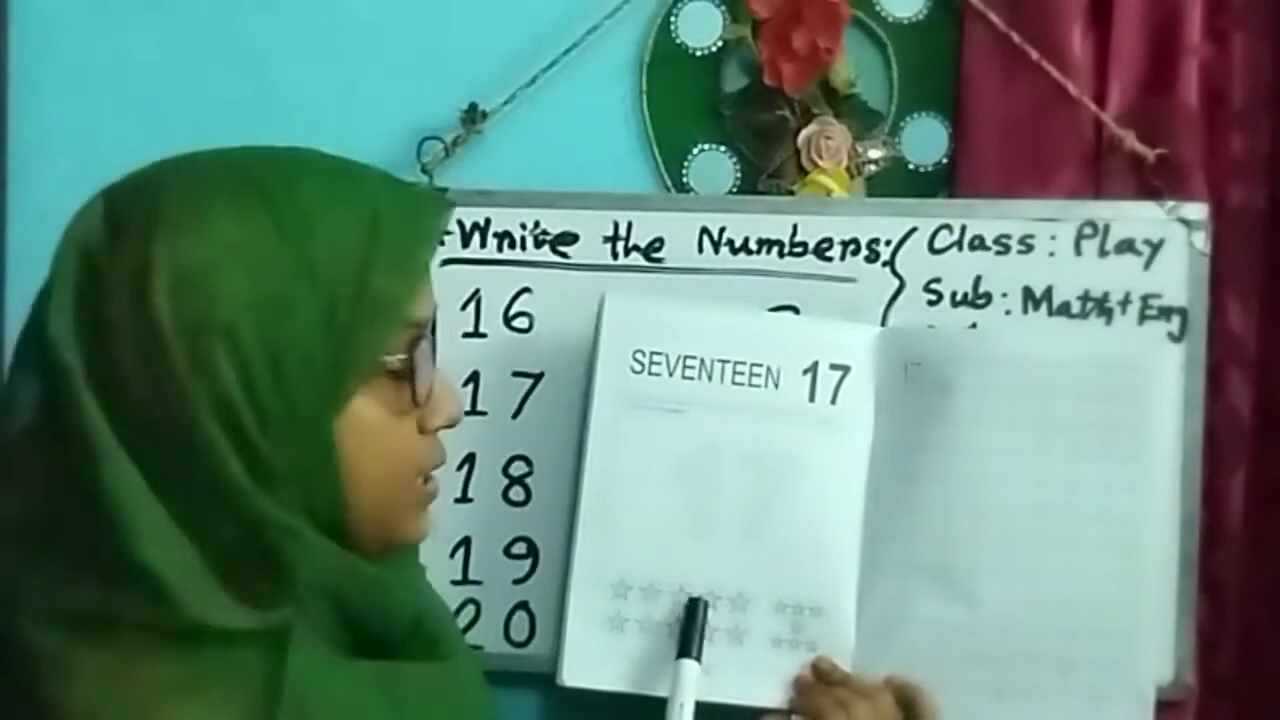 Write the Numbers:
Class: Play
Sub: Math + Eng
16
17
18
19
20
SEVENTEEN 17